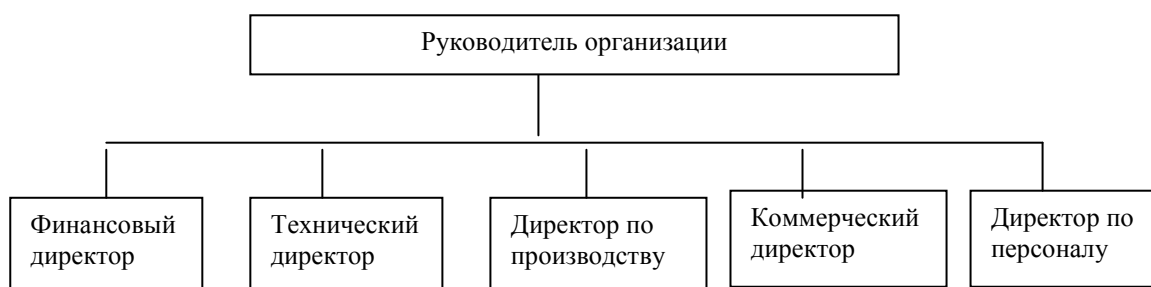 Руководитель организации
Финансовый
директор
Технический
директор
Директор по
производству
Коммерческий
директор
Директор по
персоналу